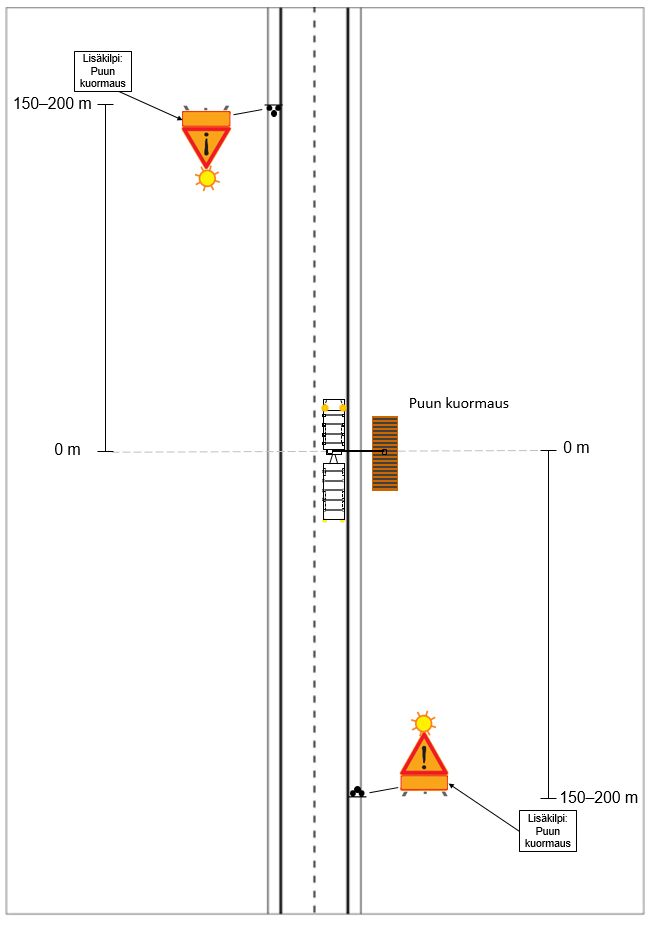 Lisäkilpi:
Puun
kuormaus
150–200 m
Puun kuormaus
0 m
0 m
150–200 m
Lisäkilpi:
Puun
kuormaus